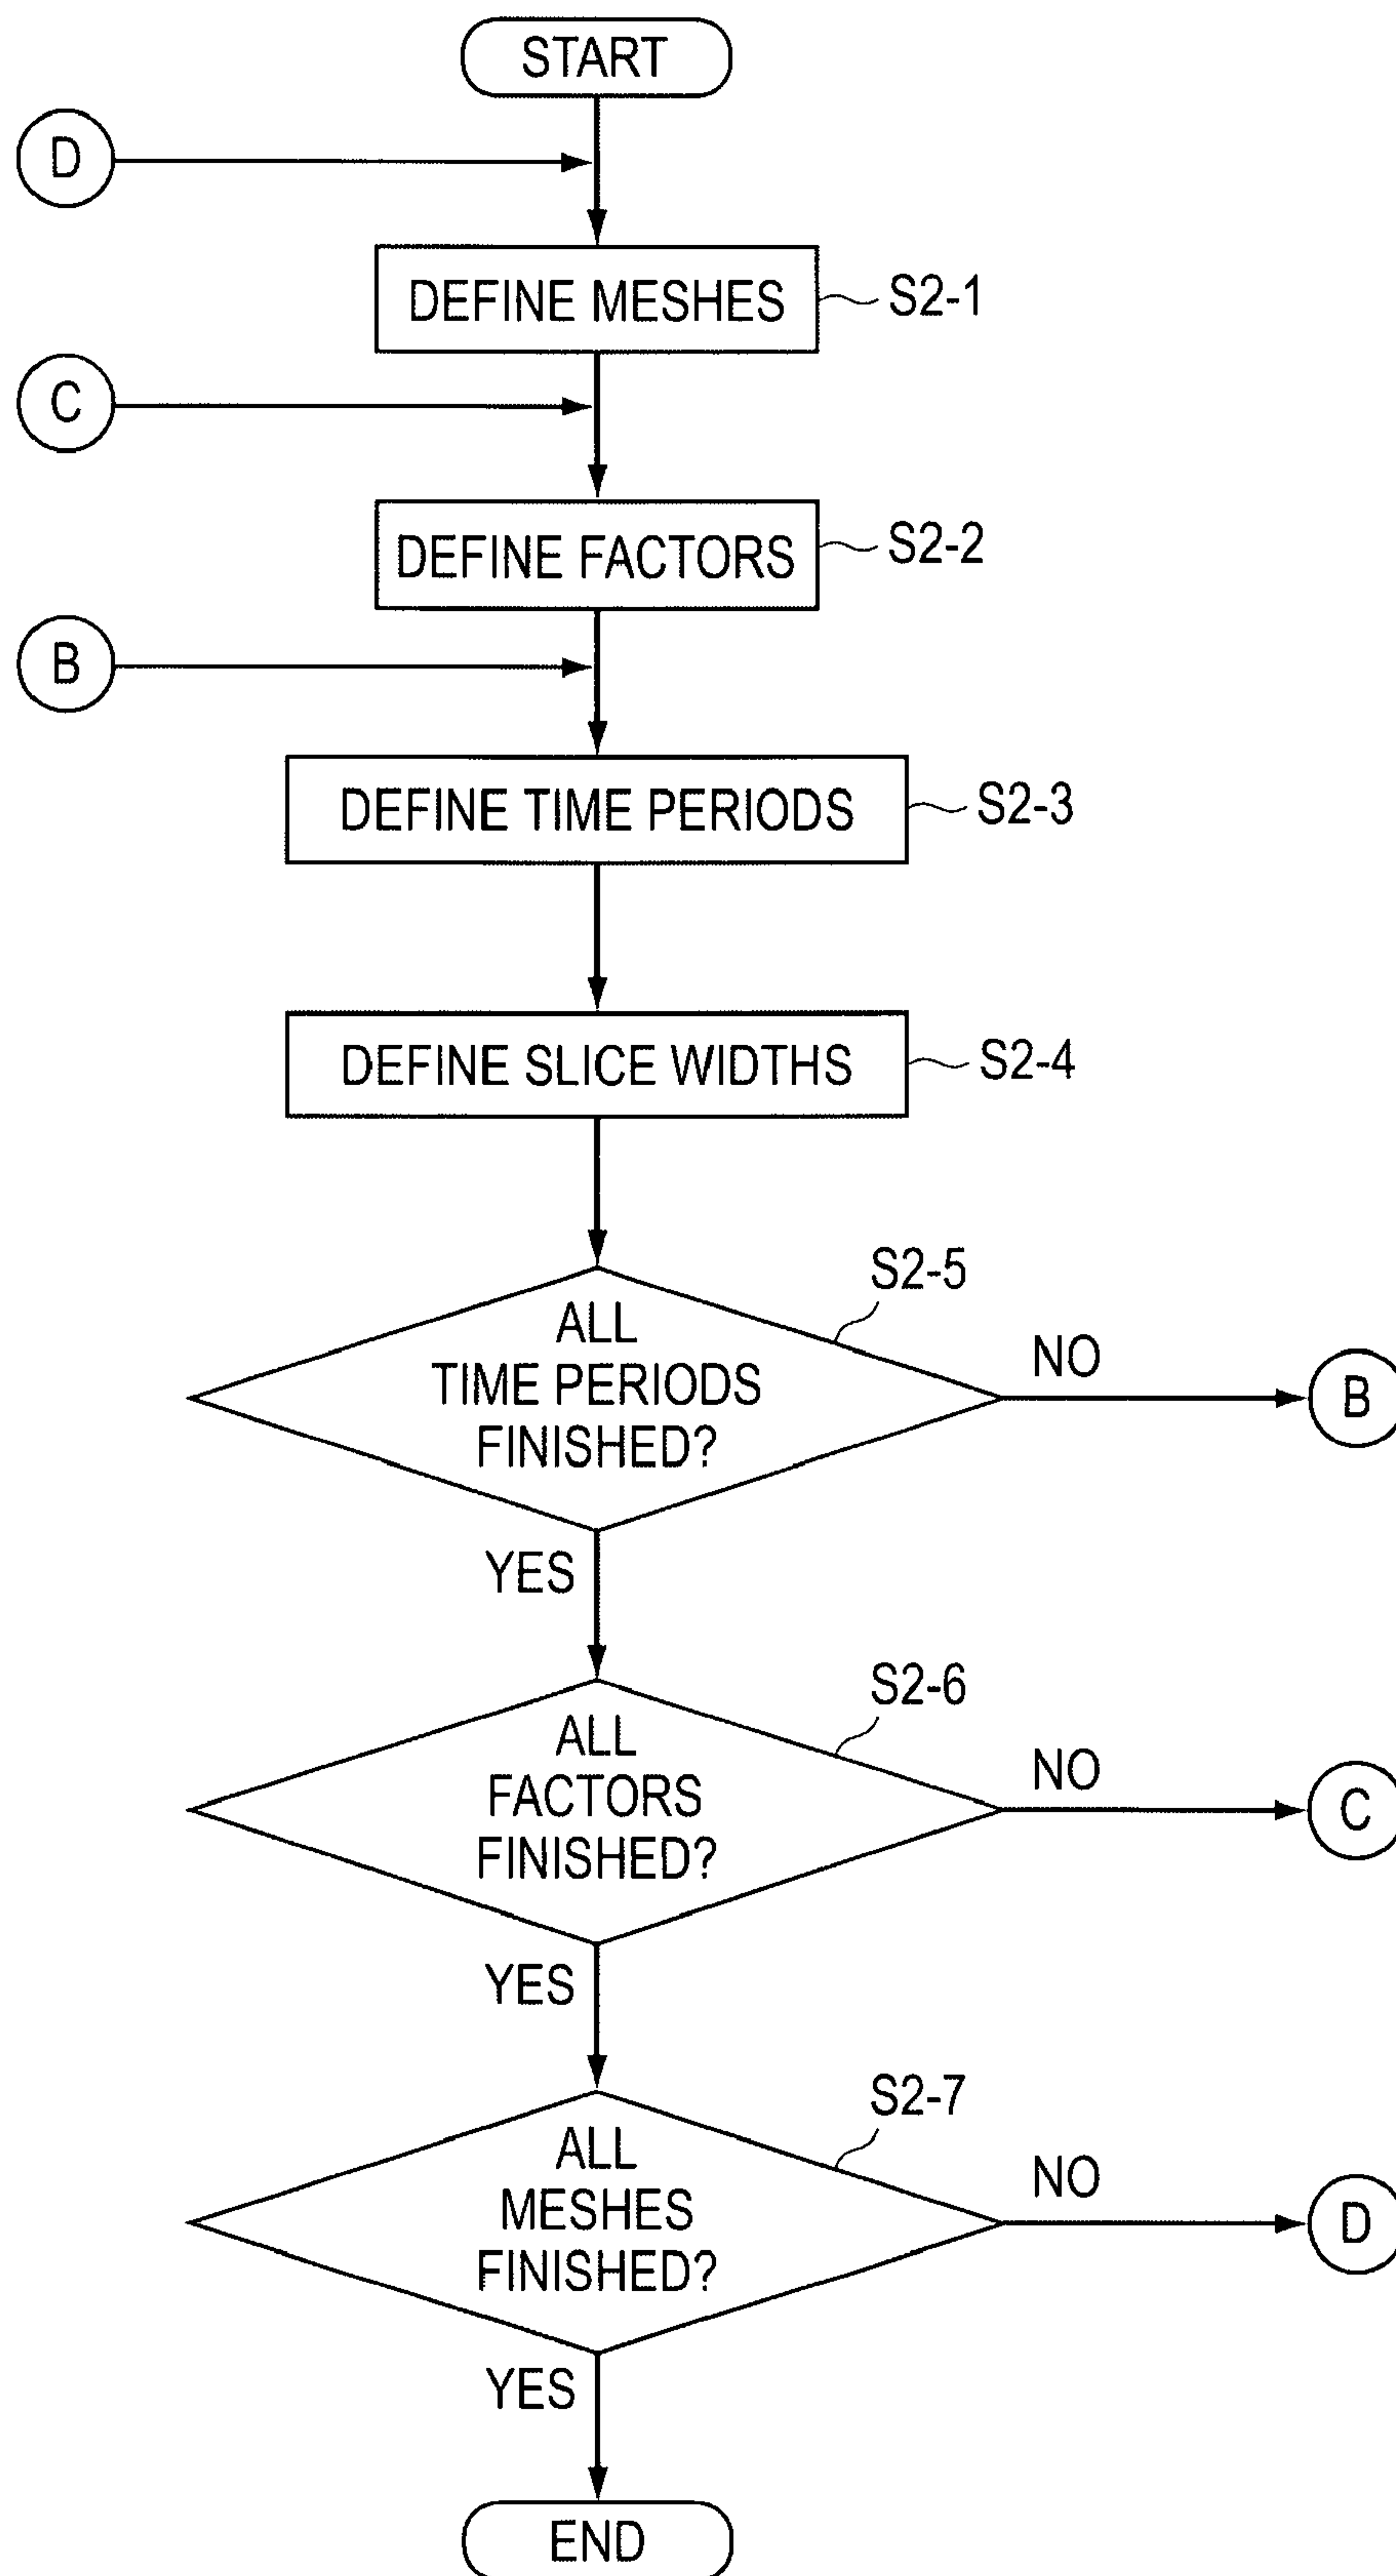 START
D
DEFINE MESHES
S2-1
C
DEFINE FACTORS
S2-2
B
DEFINE TIME PERIODS
S2-3
DEFINE SLICE WIDTHS
S2-4
S2-5
ALL
TIME PERIODS
FINISHED?
NO
B
YES
S2-6
ALL
FACTORS
FINISHED?
NO
C
YES
S2-7
ALL
MESHES
FINISHED?
NO
D
YES
END